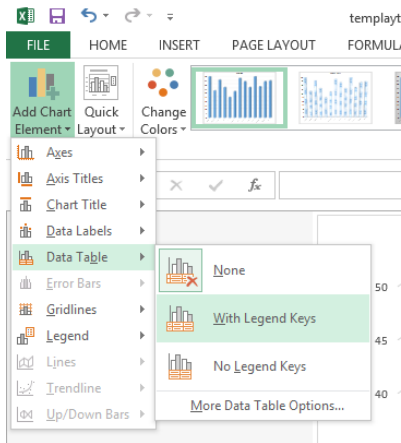 templayt
FILE HOME INSERT PAGE LAYOUT FORMULA
Add Chart Element Quick Layout Change Colors
Axes
Axis Titles
fx
Chart Title
Data Labels
Data Table
None
Error Bars
50
Gridlines
With Legend Keys
Legend
45
Lines
No Legend Keys
Trendline
40
Up/Down Bars
More Data Table Options...